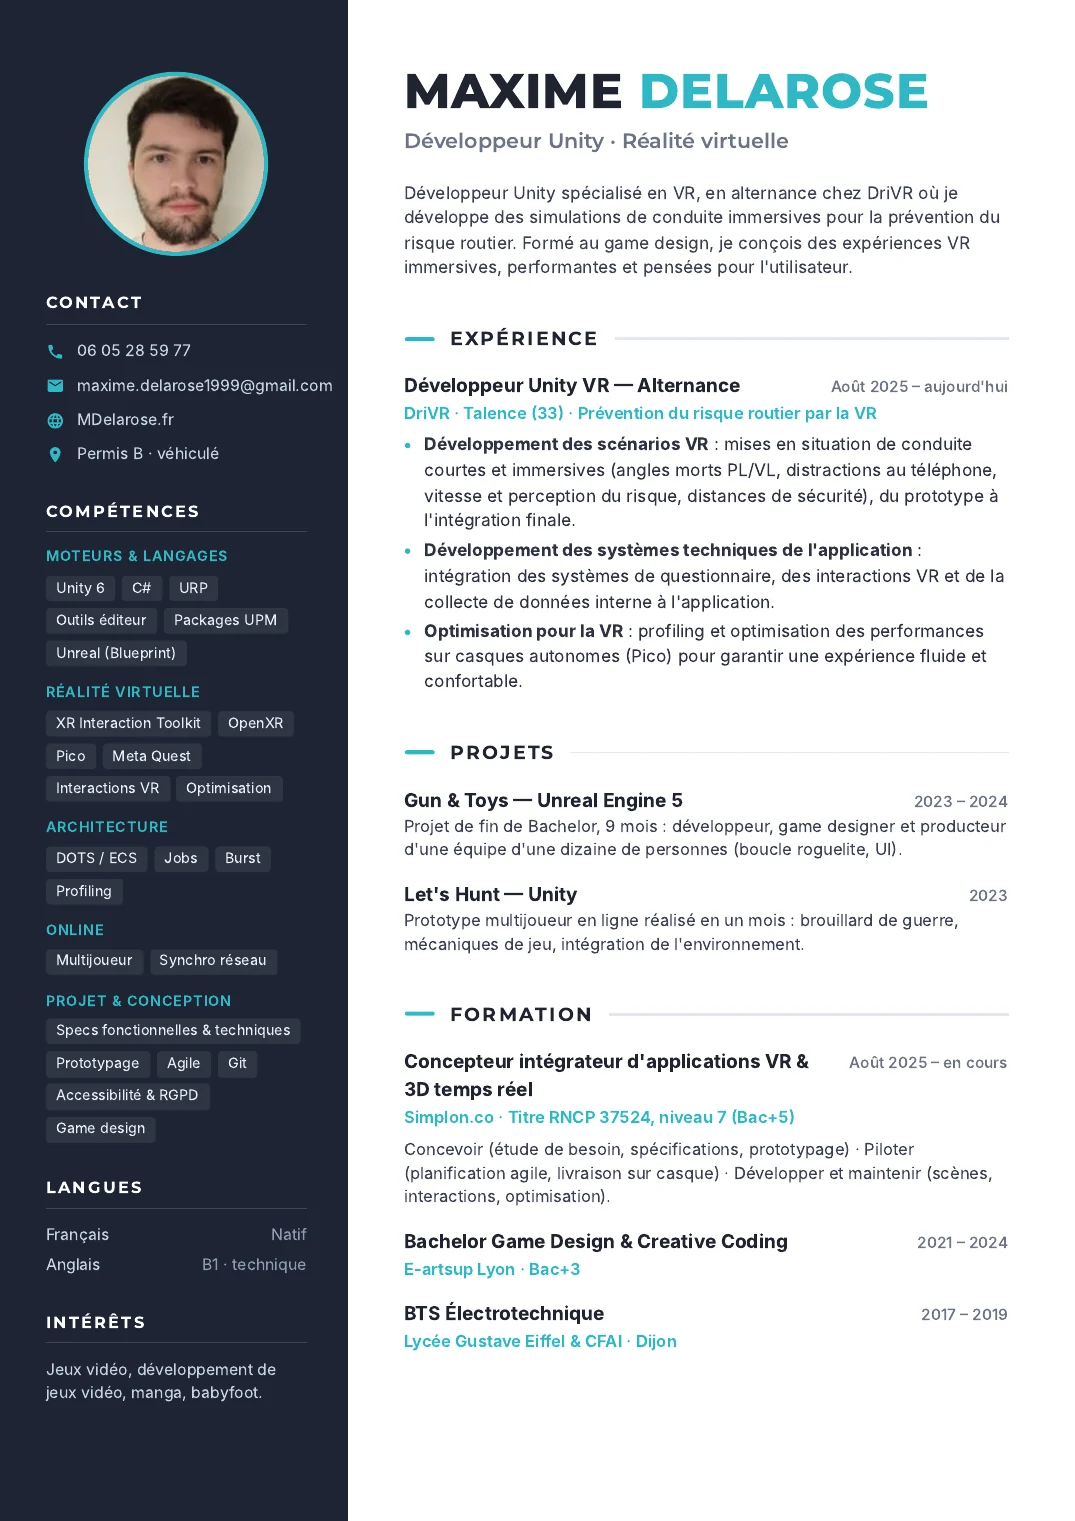 CONTACT
06 05 28 59 77
maxime.delarose1999@gmail.com
MDelarose.fr
Permis B · véhiculé
COMPÉTENCES
MOTEURS & LANGAGES
Unity 6 C# URP
Outils éditeur Packages UPM
Unreal (Blueprint)
RÉALITÉ VIRTUELLE
XR Interaction Toolkit OpenXR
Pico Meta Quest
Interactions VR Optimisation
ARCHITECTURE
DOTS / ECS Jobs Burst
Profiling
ONLINE
Multijoueur Synchro réseau
PROJET & CONCEPTION
Specs fonctionnelles & techniques
Prototypage Agile Git
Accessibilité & RGPD
Game design
LANGUES
Français Natif
Anglais B1 · technique
INTÉRÊTS
Jeux vidéo, développement de
jeux vidéo, manga, babyfoot.
MAXIME DELAROSE
Développeur Unity · Réalité virtuelle
Développeur Unity spécialisé en VR, en alternance chez DriVR où je
développe des simulations de conduite immersives pour la prévention du
risque routier. Formé au game design, je conçois des expériences VR
immersives, performantes et pensées pour l'utilisateur.
EXPÉRIENCE
Développeur Unity VR — Alternance Août 2025 – aujourd'hui
DriVR · Talence (33) · Prévention du risque routier par la VR
• Développement des scénarios VR : mises en situation de conduite
courtes et immersives (angles morts PL/VL, distractions au téléphone,
vitesse et perception du risque, distances de sécurité), du prototype à
l'intégration finale.
• Développement des systèmes techniques de l'application :
intégration des systèmes de questionnaire, des interactions VR et de la
collecte de données interne à l'application.
• Optimisation pour la VR : profiling et optimisation des performances
sur casques autonomes (Pico) pour garantir une expérience fluide et
confortable.
PROJETS
Gun & Toys — Unreal Engine 5 2023 – 2024
Projet de fin de Bachelor, 9 mois : développeur, game designer et producteur
d'une équipe d'une dizaine de personnes (boucle roguelite, UI).
Let's Hunt — Unity 2023
Prototype multijoueur en ligne réalisé en un mois : brouillard de guerre,
mécaniques de jeu, intégration de l'environnement.
FORMATION
Concepteur intégrateur d'applications VR & Août 2025 – en cours
3D temps réel
Simplon.co · Titre RNCP 37524, niveau 7 (Bac+5)
Concevoir (étude de besoin, spécifications, prototypage) · Piloter
(planification agile, livraison sur casque) · Développer et maintenir (scènes,
interactions, optimisation).
Bachelor Game Design & Creative Coding 2021 – 2024
E-artsup Lyon · Bac+3
BTS Électrotechnique 2017 – 2019
Lycée Gustave Eiffel & CFAI · Dijon